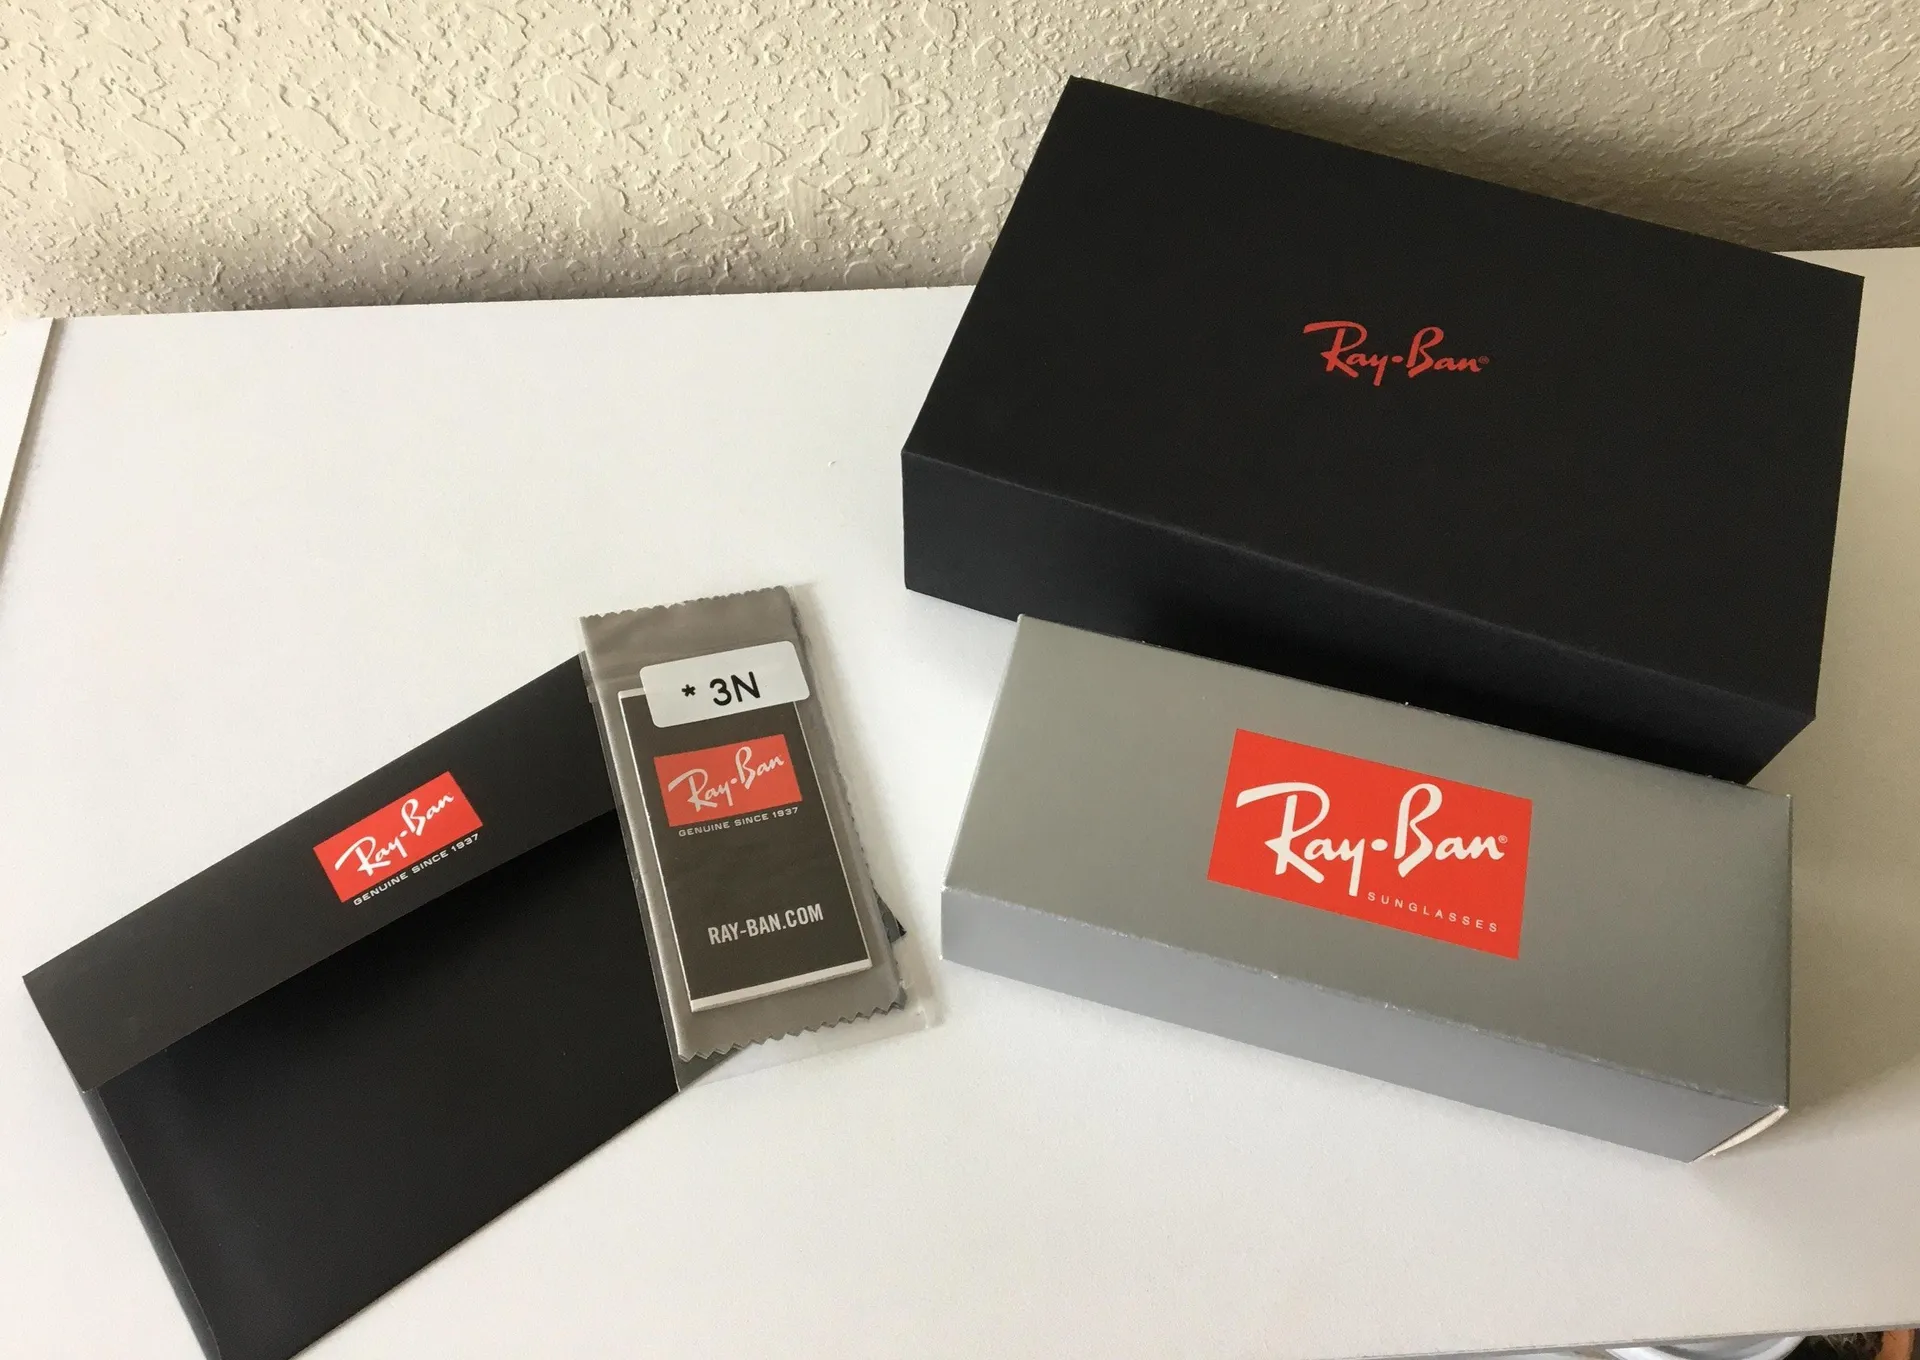 Ray-Ban®
* 3N
Ray-Ban
GENUINE SINCE 1937
RAY-BAN.COM
Ray-Ban
GENUINE SINCE 1937
Ray-Ban®
SUNGLASSES